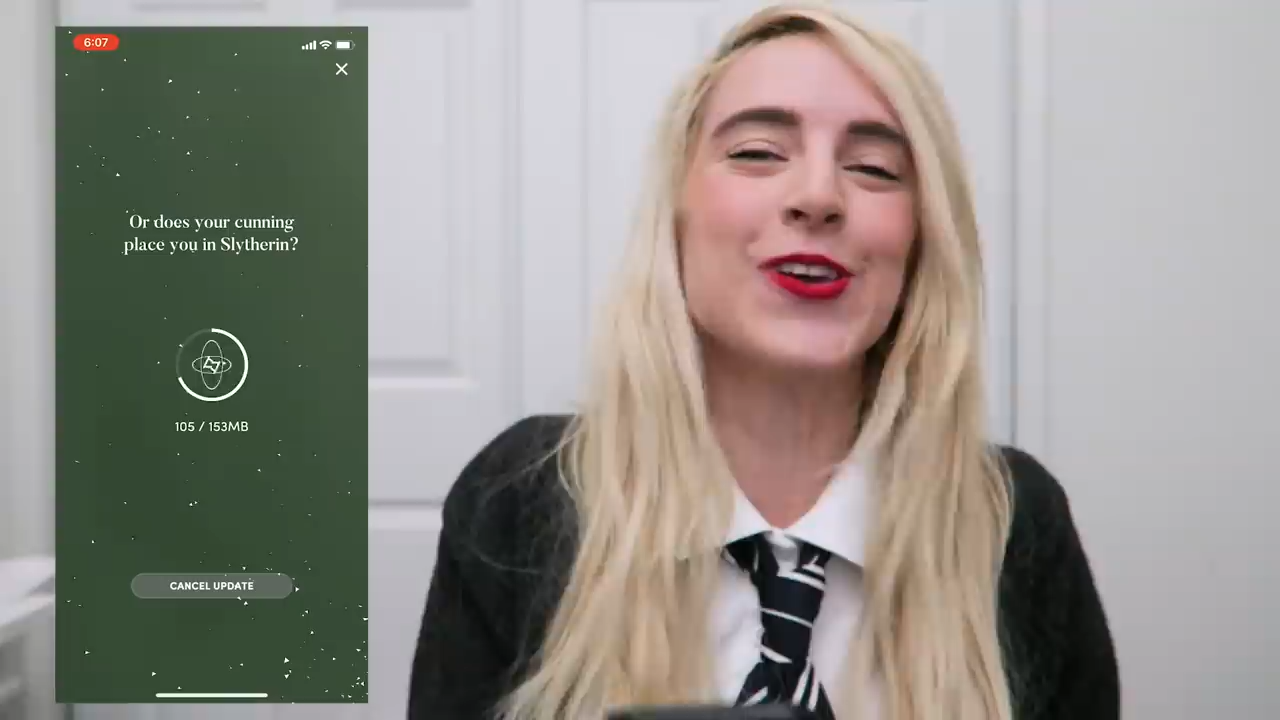 6:07
Or does your cunning
place you in Slytherin?
105 / 153MB
CANCEL UPDATE